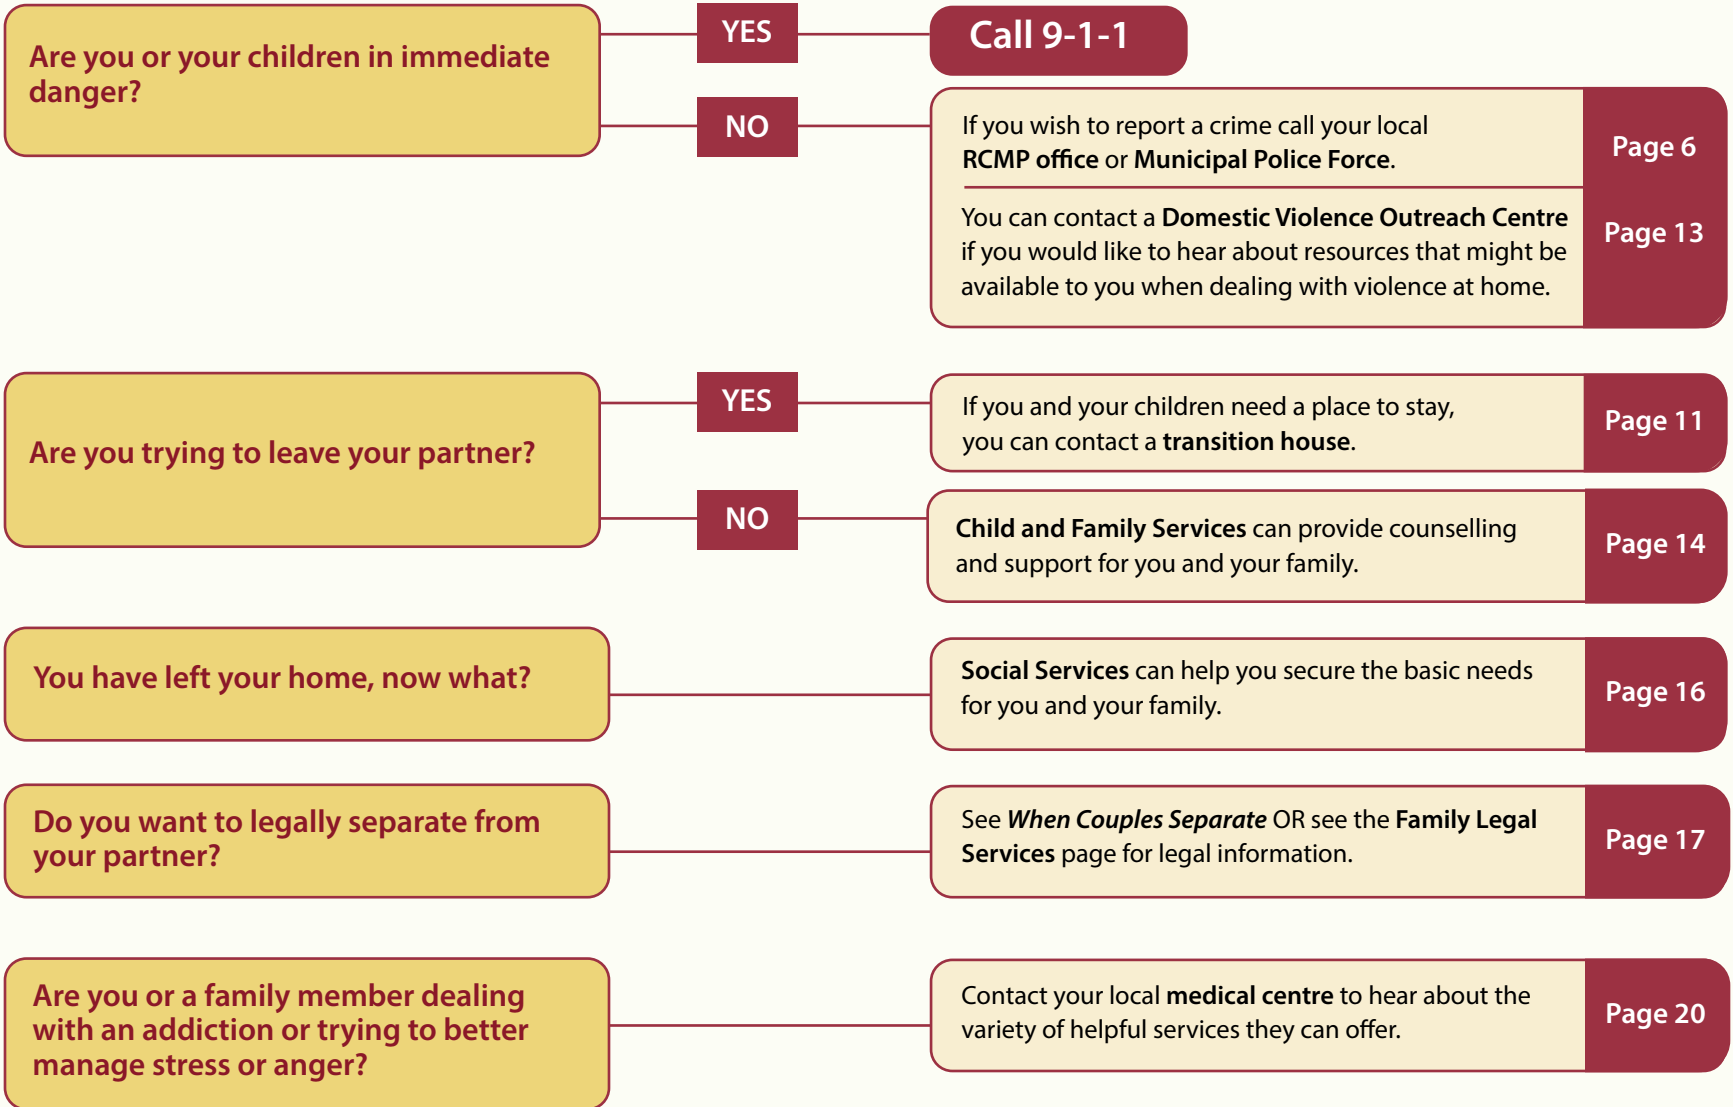 Are you or your children in immediate
danger?
YES
Call 9-1-1
NO
If you wish to report a crime call your local
RCMP office or Municipal Police Force.
Page 6
You can contact a Domestic Violence Outreach Centre
if you would like to hear about resources that might be
available to you when dealing with violence at home.
Page 13
Are you trying to leave your partner?
YES
If you and your children need a place to stay,
you can contact a transition house.
Page 11
NO
Child and Family Services can provide counselling
and support for you and your family.
Page 14
You have left your home, now what?
Social Services can help you secure the basic needs
for you and your family.
Page 16
Do you want to legally separate from
your partner?
See When Couples Separate OR see the Family Legal
Services page for legal information.
Page 17
Are you or a family member dealing
with an addiction or trying to better
manage stress or anger?
Contact your local medical centre to hear about the
variety of helpful services they can offer.
Page 20